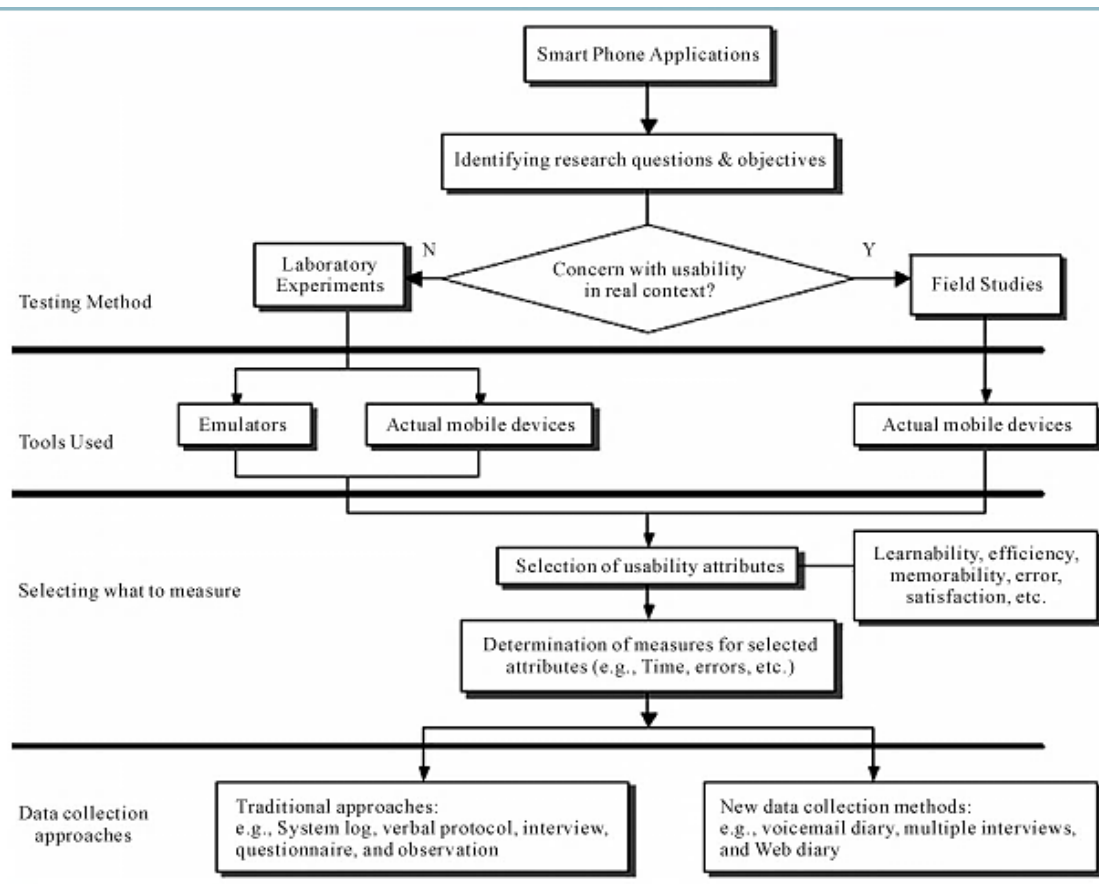 Smart Phone Applications
Identifying research questions & objectives
N
Y
Laboratory
Experiments
Concern with usability
in real context?
Field Studies
Testing Method
Emulators
Actual mobile devices
Actual mobile devices
Tools Used
Selection of usability attributes
Learnability, efficiency,
memorability, error,
satisfaction, etc.
Selecting what to measure
Determination of measures for selected
attributes (e.g., Time, errors, etc.)
Data collection
approaches
Traditional approaches:
e.g., System log, verbal protocol, interview,
questionnaire, and observation
New data collection methods:
e.g., voicemail diary, multiple interviews,
and Web diary